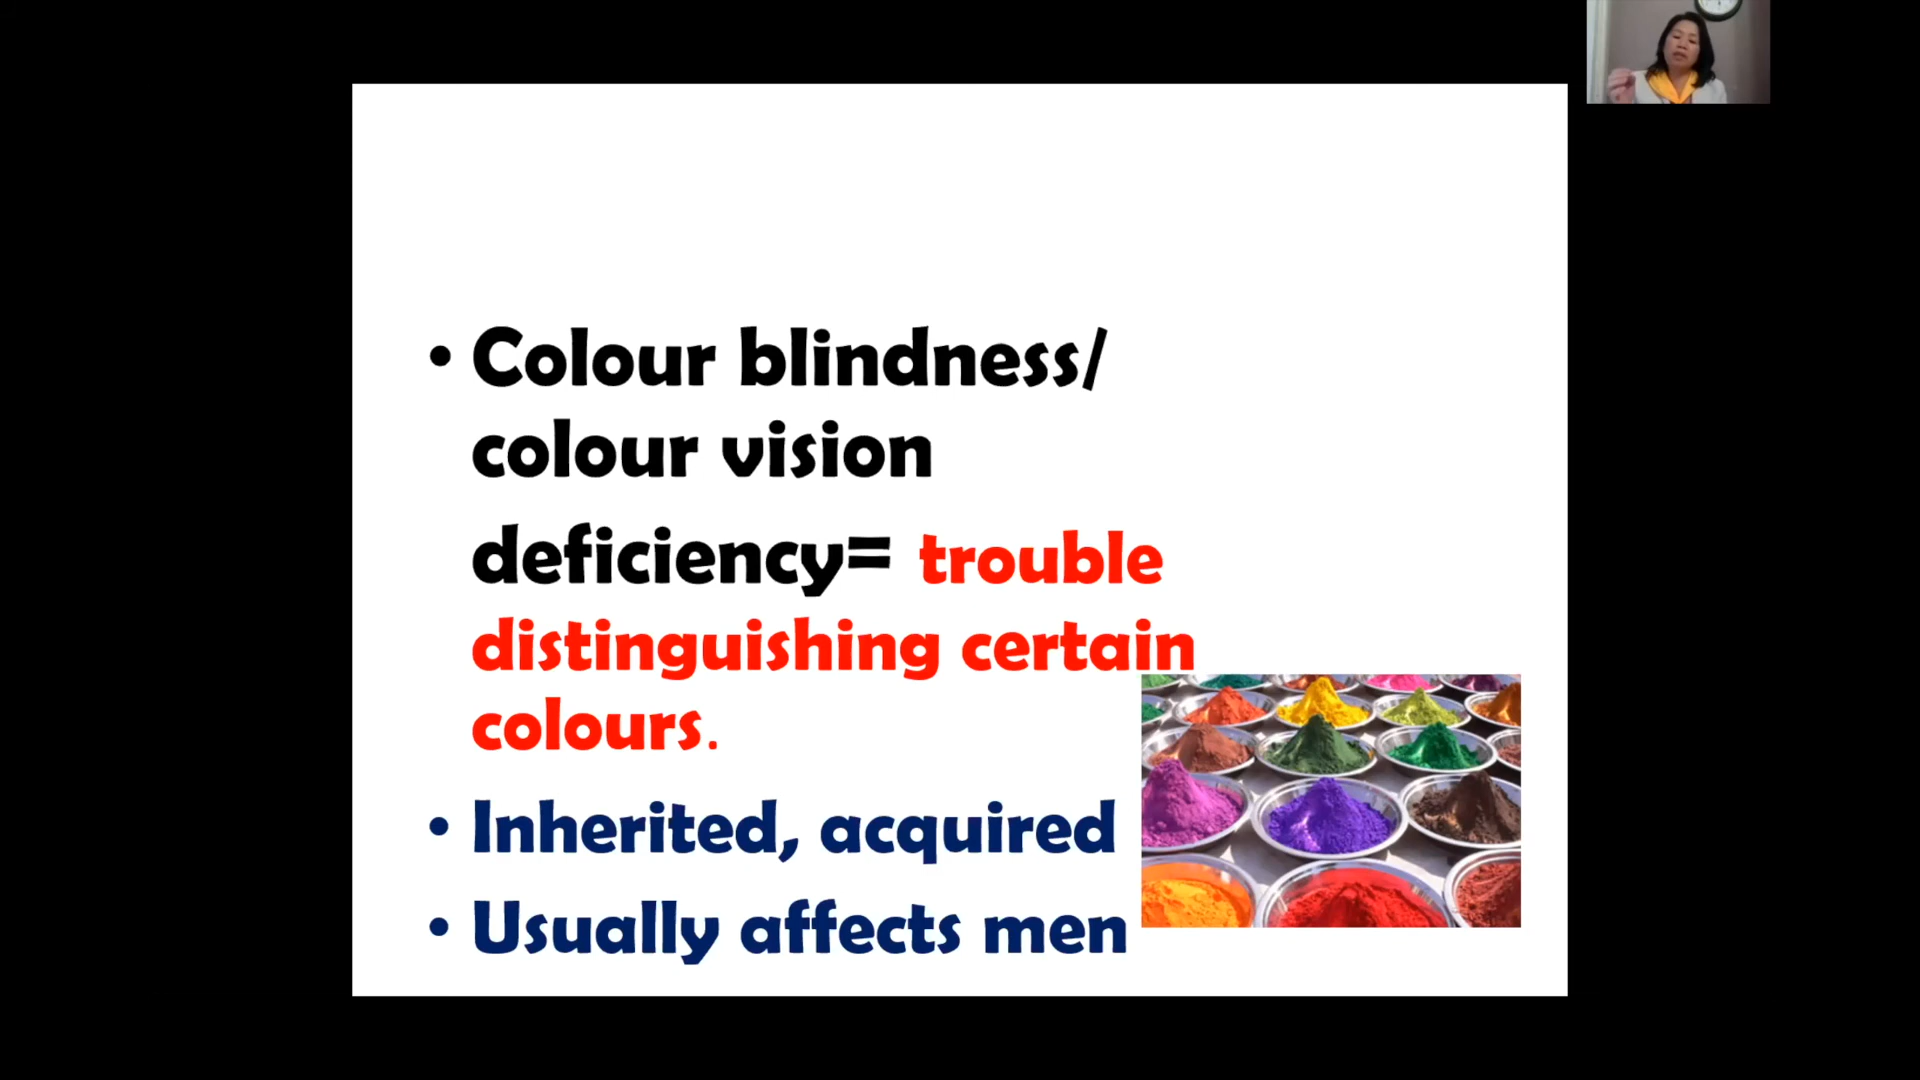 • Colour blindness/
colour vision
deficiency= trouble
distinguishing certain
colours.
• Inherited, acquired
• Usually affects men